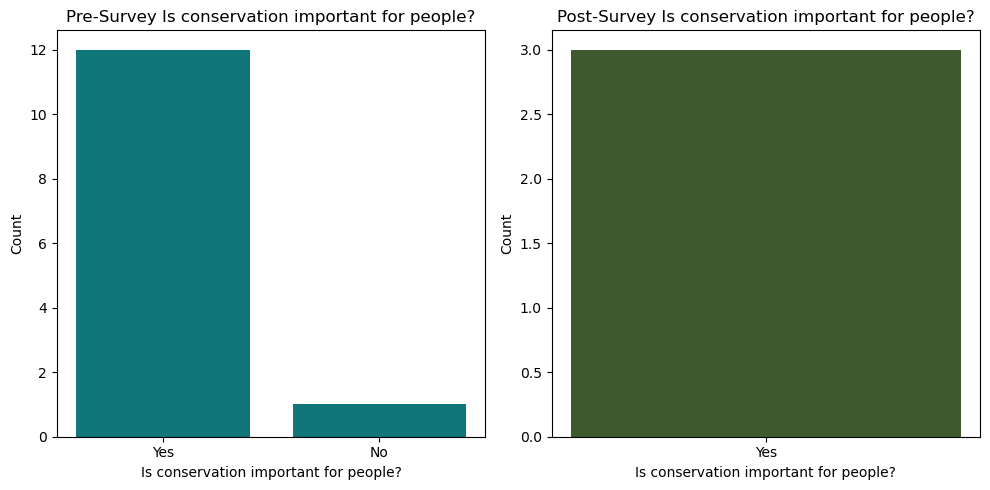 Pre-Survey Is conservation important for people?
12
10
8
6
4
2
0
Count
Yes
No
Is conservation important for people?
Post-Survey Is conservation important for people?
3.0
2.5
2.0
1.5
1.0
0.5
0.0
Count
Yes
Is conservation important for people?